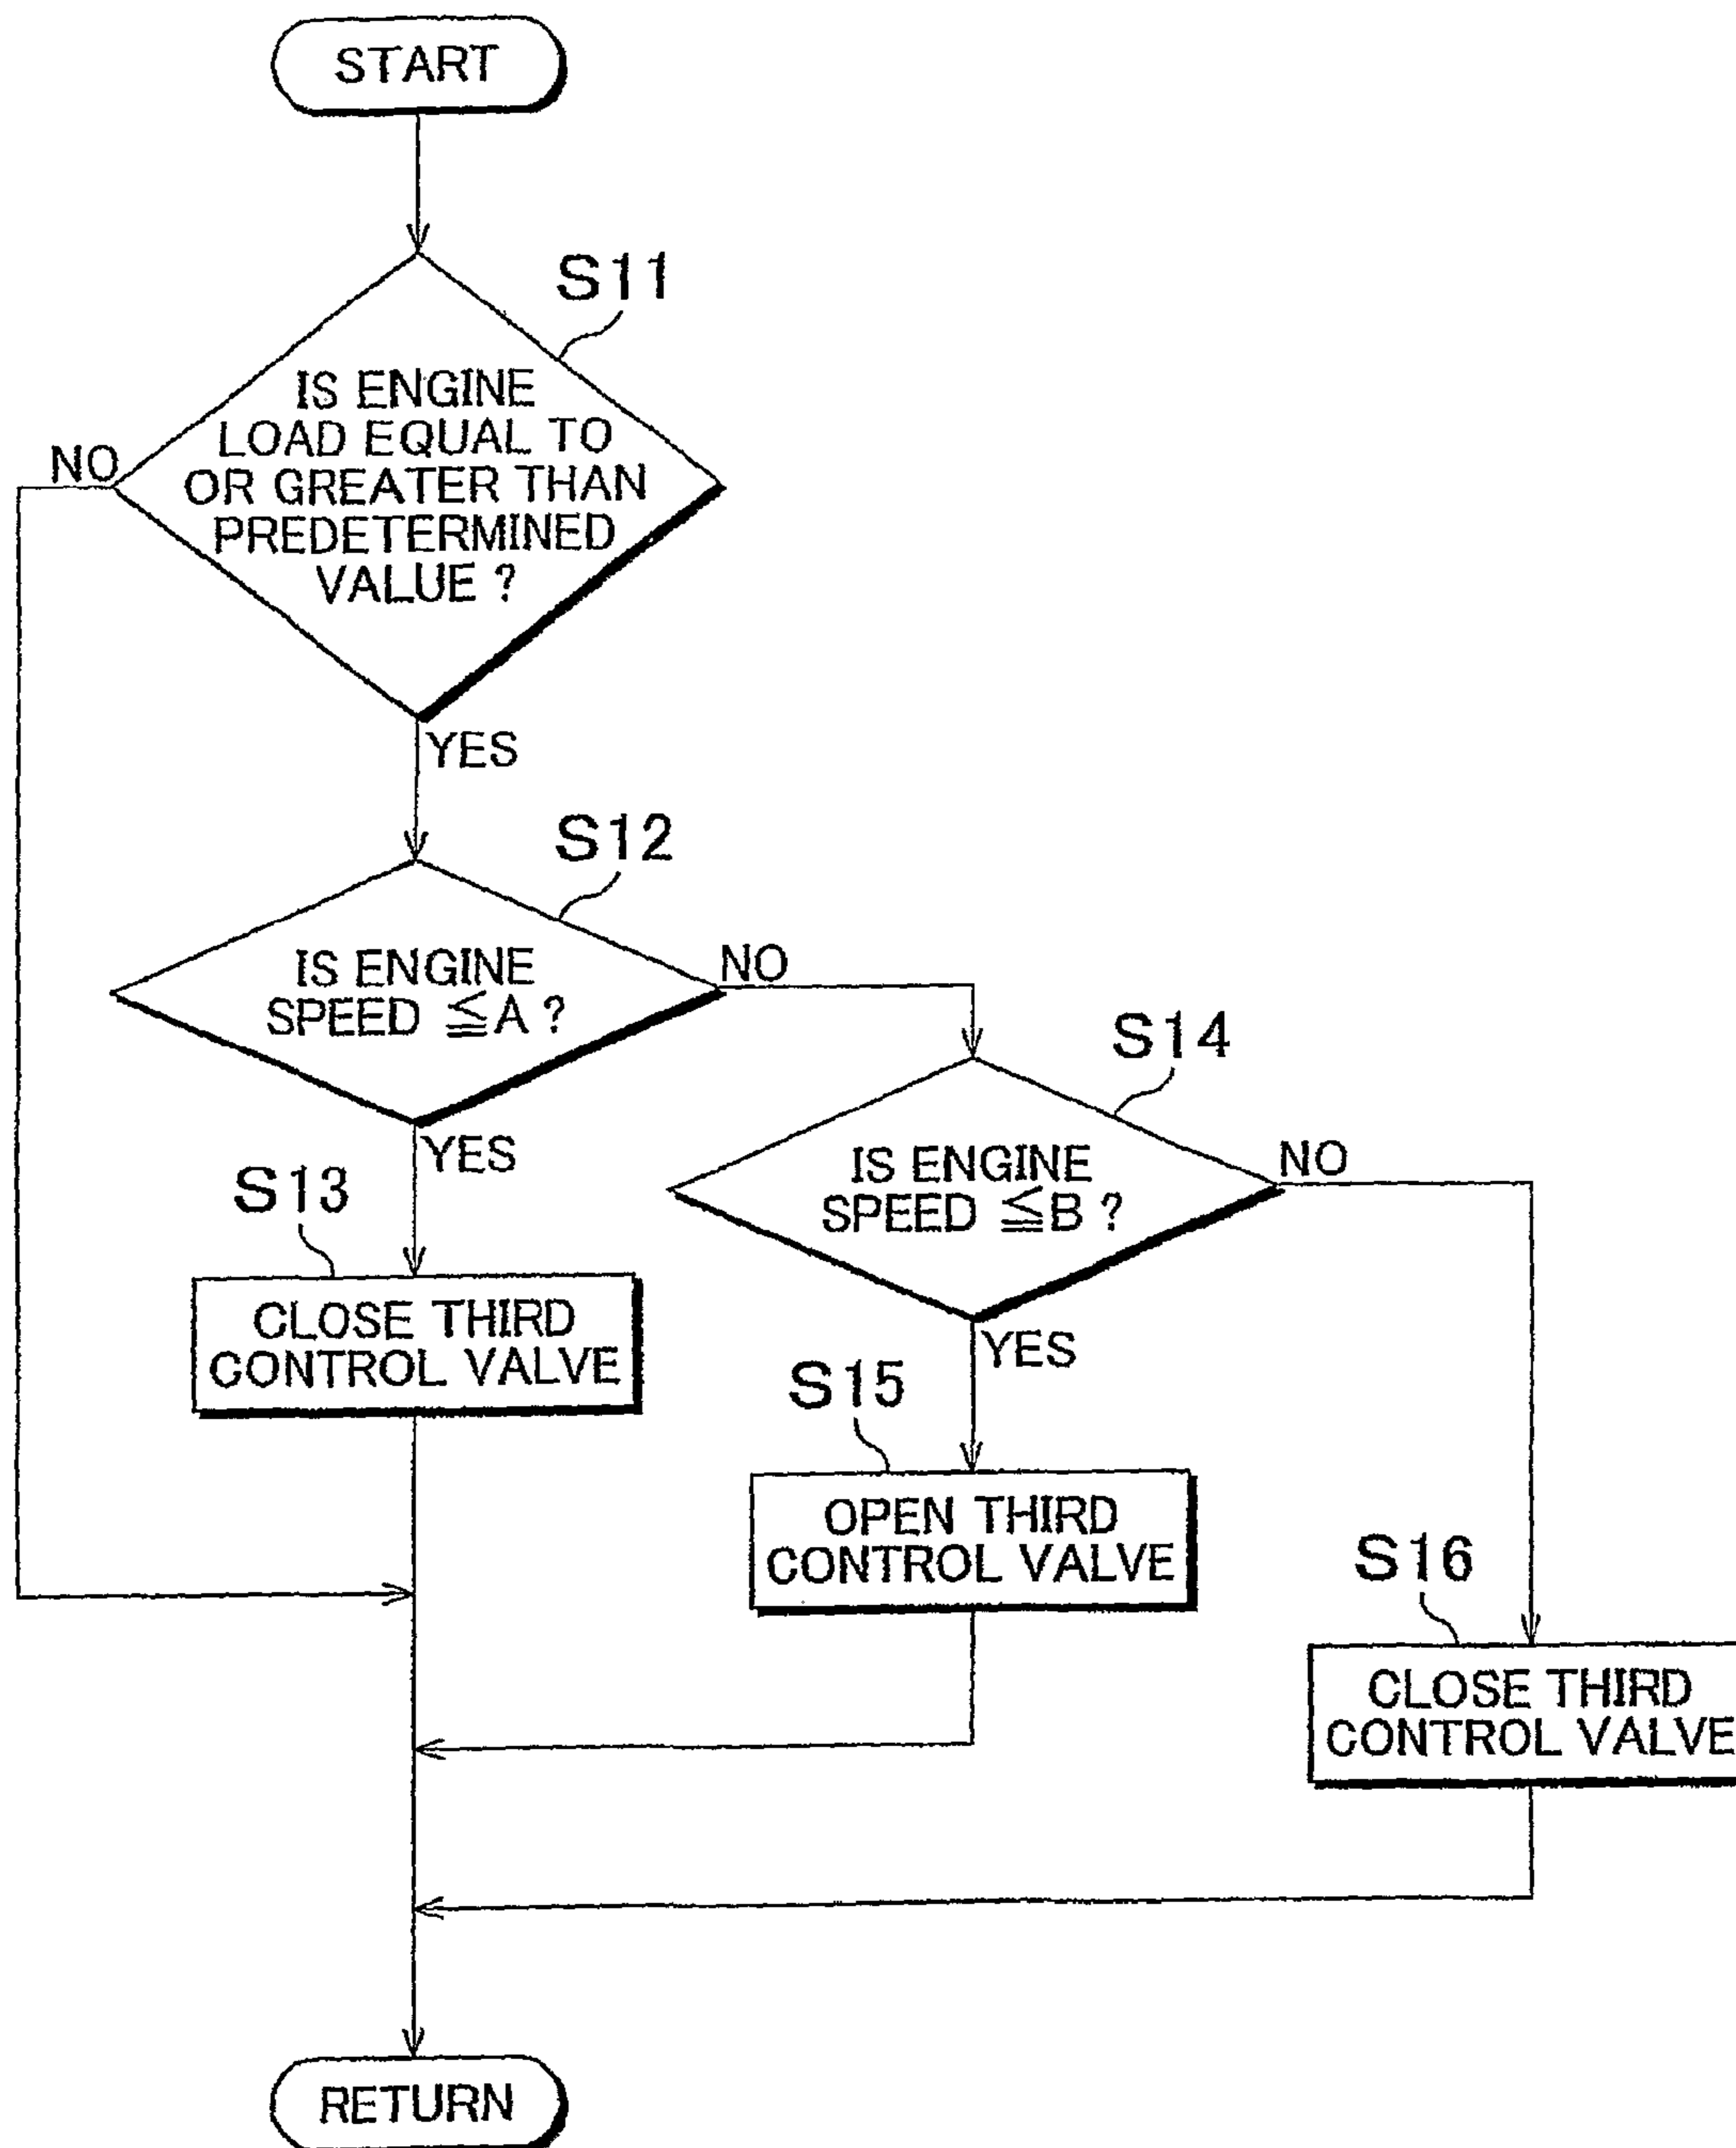 START
S11
IS ENGINE
LOAD EQUAL TO
OR GREATER THAN
PREDETERMINED
VALUE ?
NO
YES
S12
IS ENGINE
SPEED ≦A ?
NO
YES
S14
IS ENGINE
SPEED ≦B ?
NO
YES
S13
CLOSE THIRD
CONTROL VALVE
S15
OPEN THIRD
CONTROL VALVE
S16
CLOSE THIRD
CONTROL VALVE
RETURN